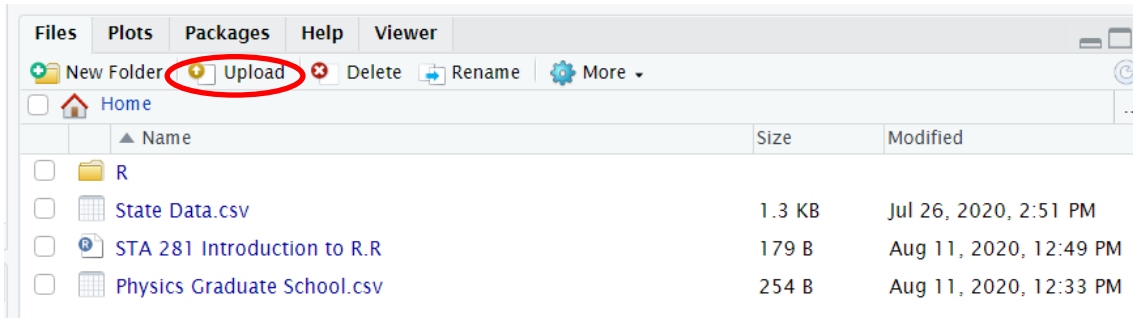 Files Plots Packages Help Viewer
New Folder Upload Delete Rename More
Home ..
Name Size Modified
R
State Data.csv 1.3 KB Jul 26, 2020, 2:51 PM
STA 281 Introduction to R.R 179 B Aug 11, 2020, 12:49 PM
Physics Graduate School.csv 254 B Aug 11, 2020, 12:33 PM